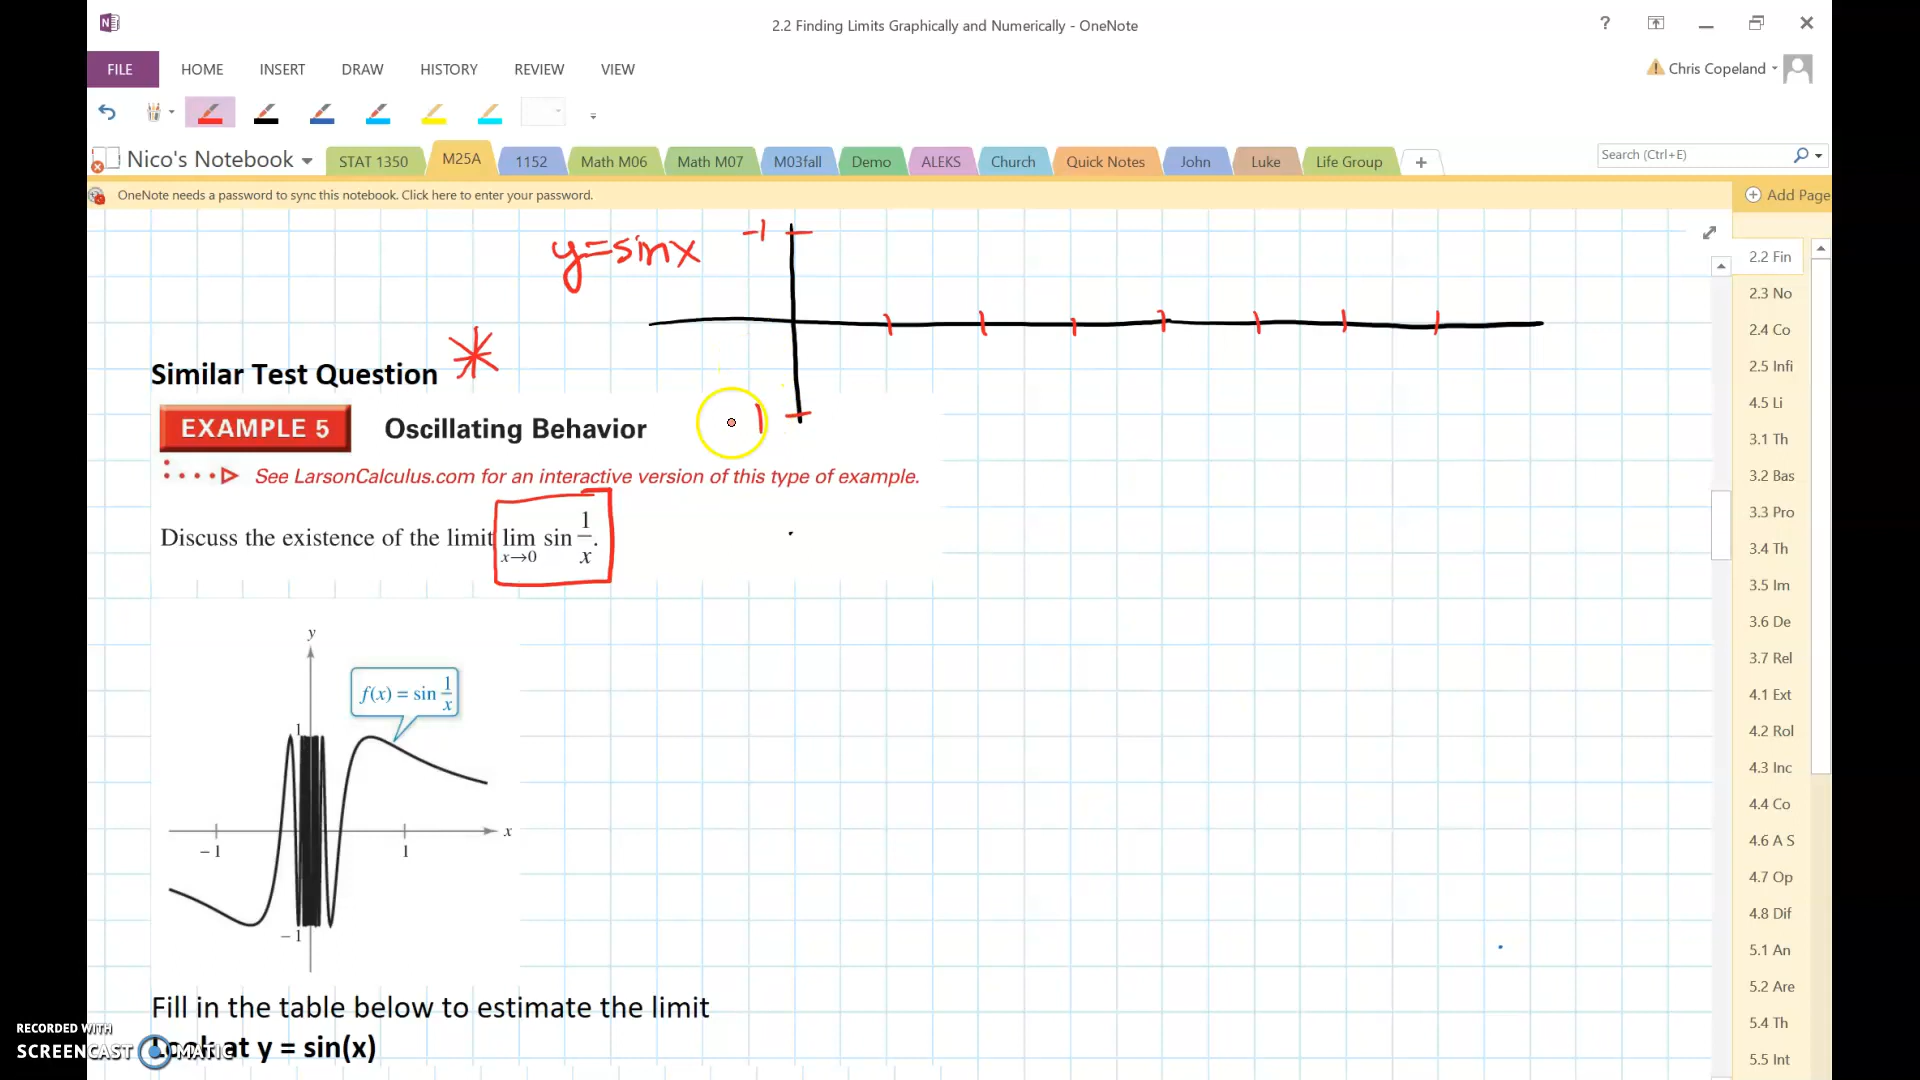 2.2 Finding Limits Graphically and Numerically - OneNote
?
FILE HOME INSERT DRAW HISTORY REVIEW VIEW
Chris Copeland
Nico's Notebook STAT 1350 M25A 1152 Math M06 Math M07 M03fall Demo ALEKS Church Quick Notes John Luke Life Group +
Search (Ctrl+E)
OneNote needs a password to sync this notebook. Click here to enter your password.
Add Page
y=sinx
-1
1
Similar Test Question
EXAMPLE 5 Oscillating Behavior
See LarsonCalculus.com for an interactive version of this type of example.
Discuss the existence of the limit lim x→0 sin 1/x.
y
f(x) = sin 1/x
1
x
-1
1
-1
Fill in the table below to estimate the limit
Look at y = sin(x)
RECORDED WITH
SCREENCAST MATIC
2.2 Fin
2.3 No
2.4 Co
2.5 Infi
4.5 Li
3.1 Th
3.2 Bas
3.3 Pro
3.4 Th
3.5 Im
3.6 De
3.7 Rel
4.1 Ext
4.2 Rol
4.3 Inc
4.4 Co
4.6 A S
4.7 Op
4.8 Dif
5.1 An
5.2 Are
5.4 Th
5.5 Int